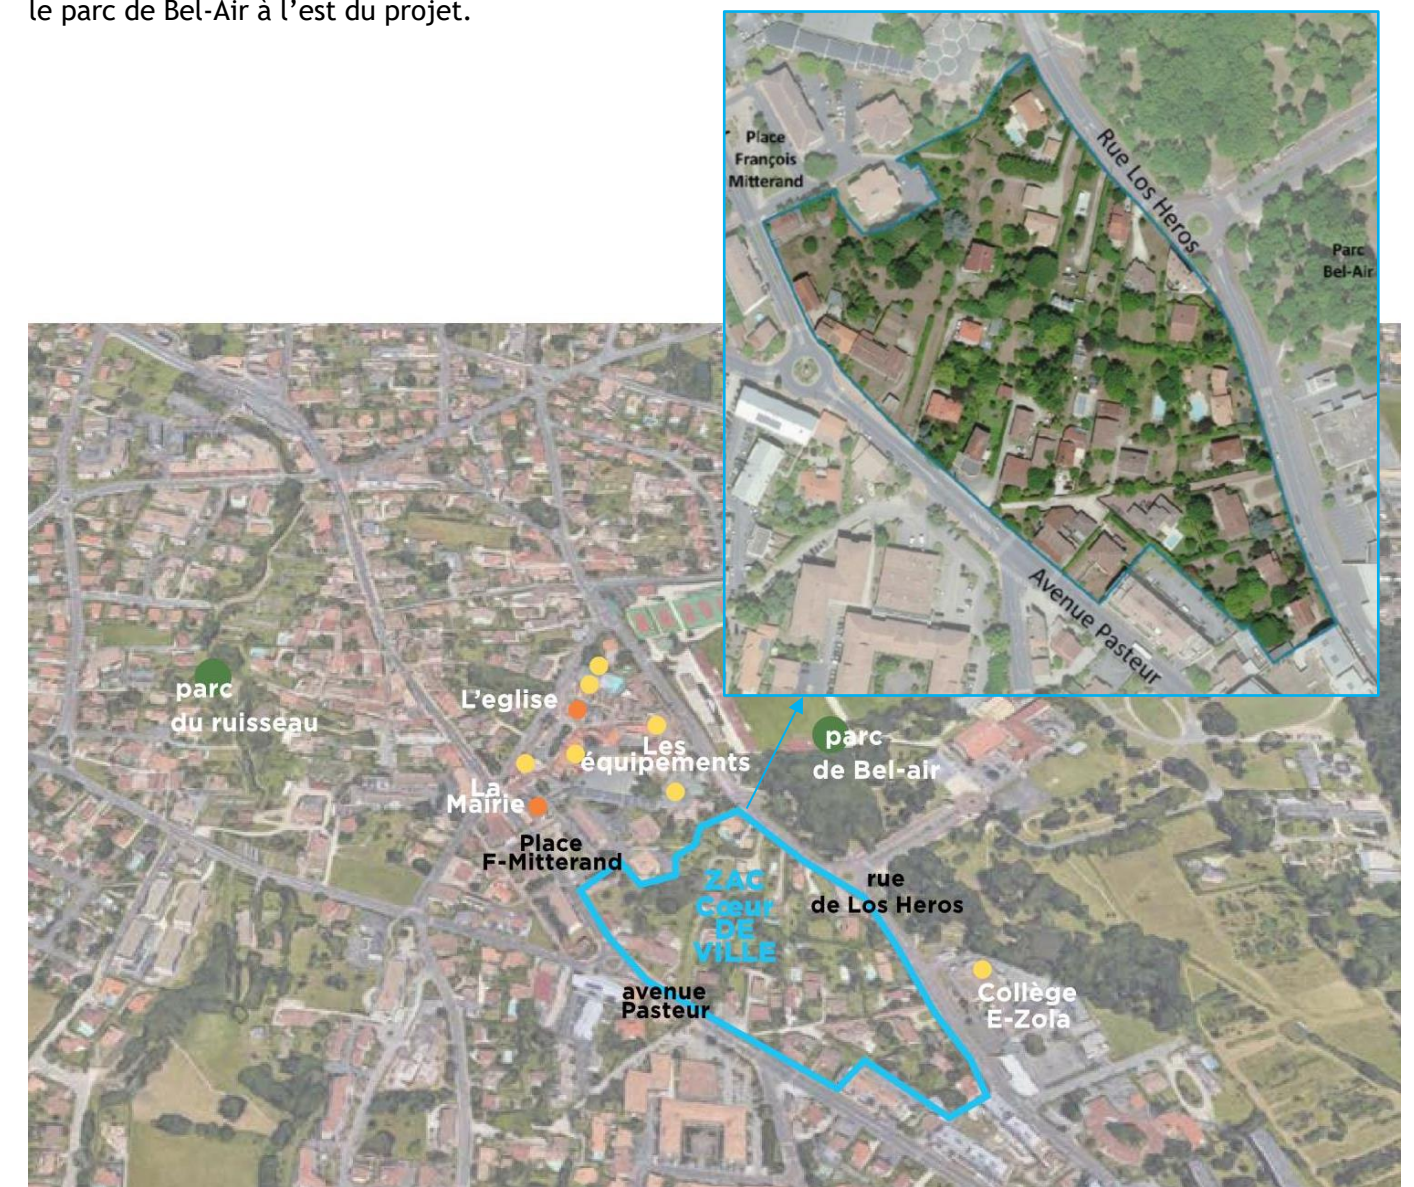 le parc de Bel-Air à l’est du projet.
Place
François
Mitterand
Rue Los Heros
Parc
Bel-Air
Avenue Pasteur
parc
du ruisseau
L’eglise
Les
équipements
La
Mairie
parc
de Bel-air
Place
F-Mitterand
ZAC
Cœur
DE
ViLLE
rue
de Los Heros
avenue
Pasteur
Collège
E-Zola